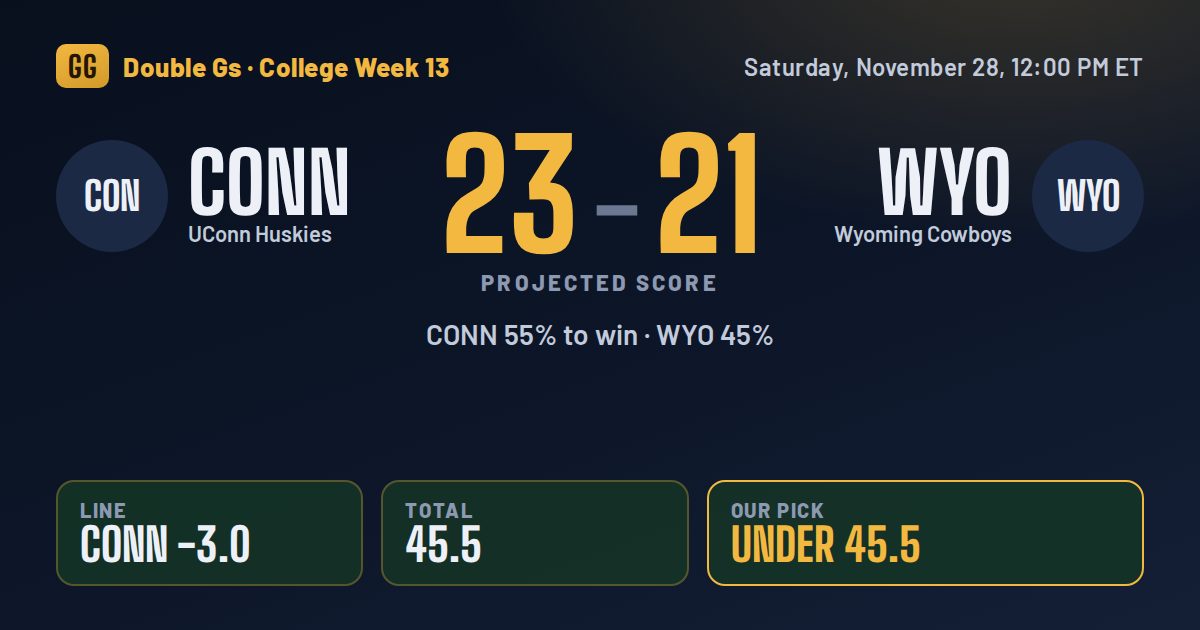 GG Double Gs · College Week 13
Saturday, November 28, 12:00 PM ET
CON CONN
UConn Huskies
23 – 21
PROJECTED SCORE
WYO WYO
Wyoming Cowboys
CONN 55% to win · WYO 45%
LINE
CONN −3.0
TOTAL
45.5
OUR PICK
UNDER 45.5